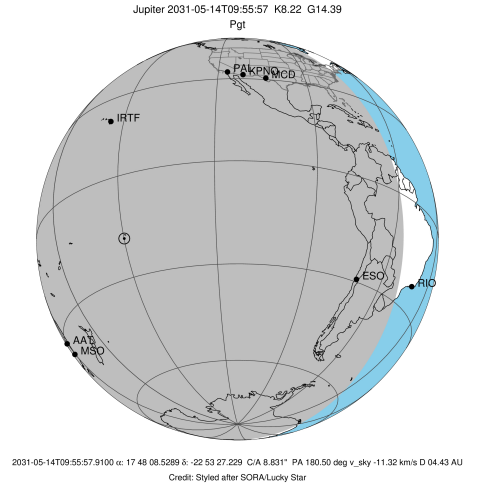 Jupiter 2031-05-14T09:55:57 K8.22 G14.39
Pgt
PAL
KPNO
MCD
IRTF
ESO
RIO
AAT
MSO
2031-05-14T09:55:57.9100 α: 17 48 08.5289 δ: -22 53 27.229 C/A 8.831" PA 180.50 deg v_sky -11.32 km/s D 04.43 AU
Credit: Styled after SORA/Lucky Star